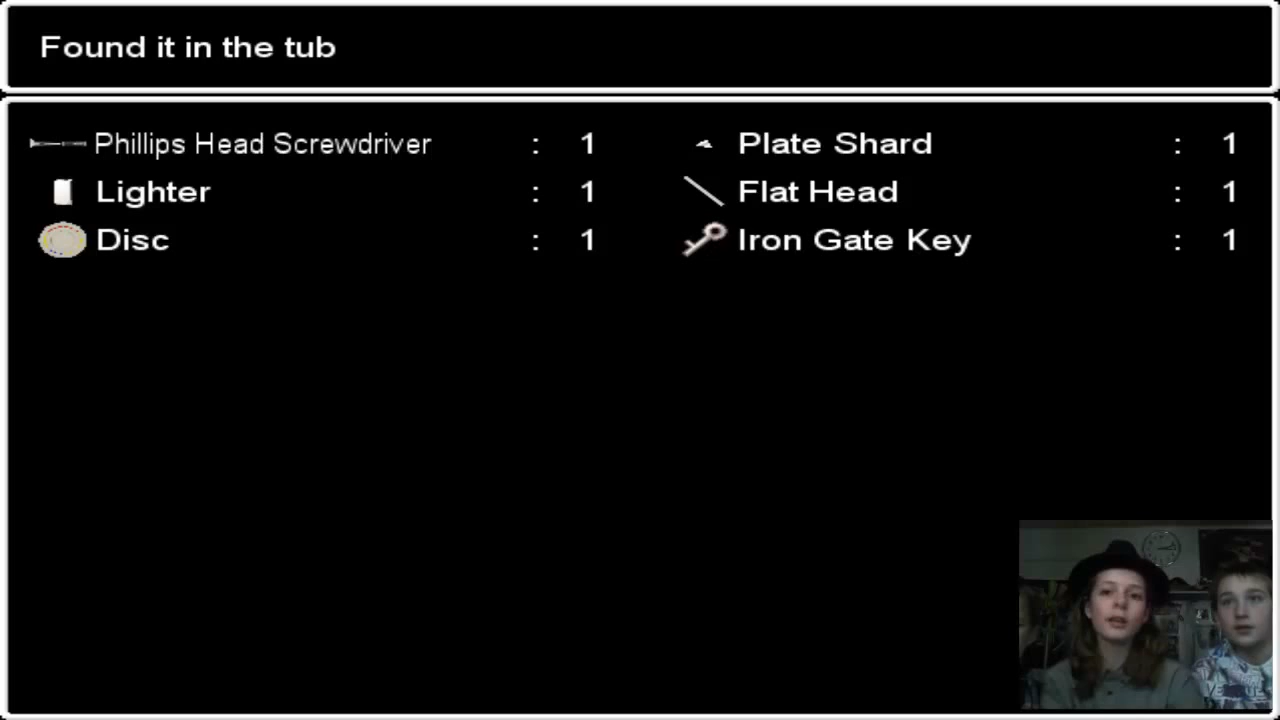 Found it in the tub
Phillips Head Screwdriver : 1 Plate Shard : 1
Lighter : 1 Flat Head : 1
Disc : 1 Iron Gate Key : 1